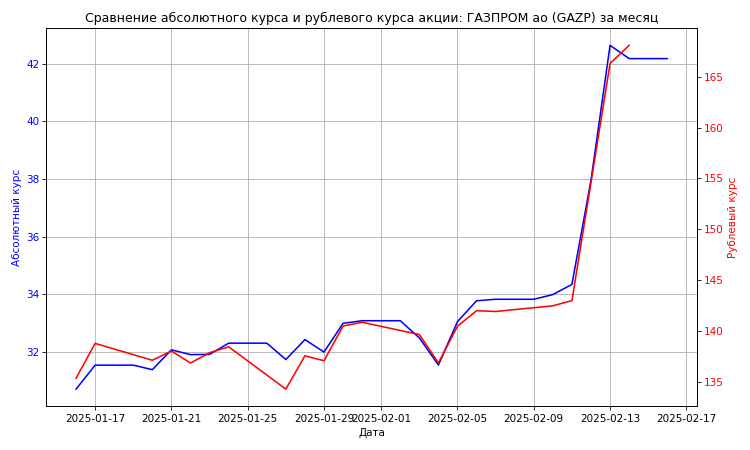 Сравнение абсолютного курса и рублевого курса акции: ГАЗПРОМ ао (GAZP) за месяц
Абсолютный курс
42
40
38
36
34
32
165
160
155
150
145
140
135
Рублевый курс
2025-01-17 2025-01-21 2025-01-25 2025-01-29 2025-02-01 2025-02-05 2025-02-09 2025-02-13 2025-02-17
Дата